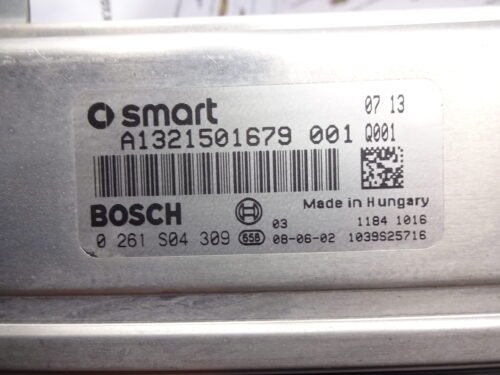 smart 07 13
A1321501679 001 Q001
BOSCH Made in Hungary
03 1184 1016
0 261 S04 309 656 08-06-02 1039S25716